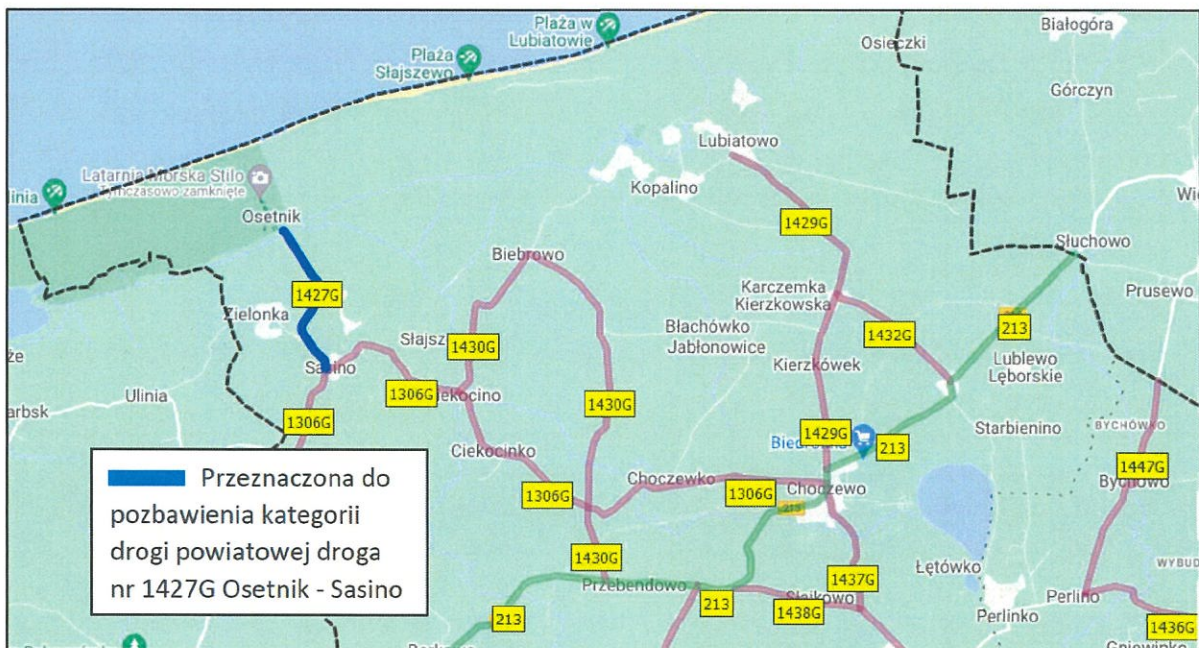 Plaża w
Lubiatowie
Białogóra
Osieczki
Plaża
Słajszewo
Górczyn
Lubiatowo
Latarnia Morska Stilo
Tymczasowo zamknięte
Kopalino
Osetnik
1429G
Słuchowo
Biebrowo
1427G
Karczemka
Kierzkowska
Prusewo
Zielonka
213
Błachówko
Jabłonowice
1432G
1430G
Sasino
Kierzkówek
Lublewo
Lęborskie
1306G
Ulinia
1430G
1306G
1429G
Starbienino
BYCHÓWKO
213
Ciekocinko
1447G
Choczewko
1306G
Bychowo
1306G
Choczewo
213
Przeznaczona do
pozbawienia kategorii
drogi powiatowej droga
nr 1427G Osetnik - Sasino
1430G
Łętówko
Przebendowo
1437G
213
1438G
Perlinko
Perlino
213
1436G